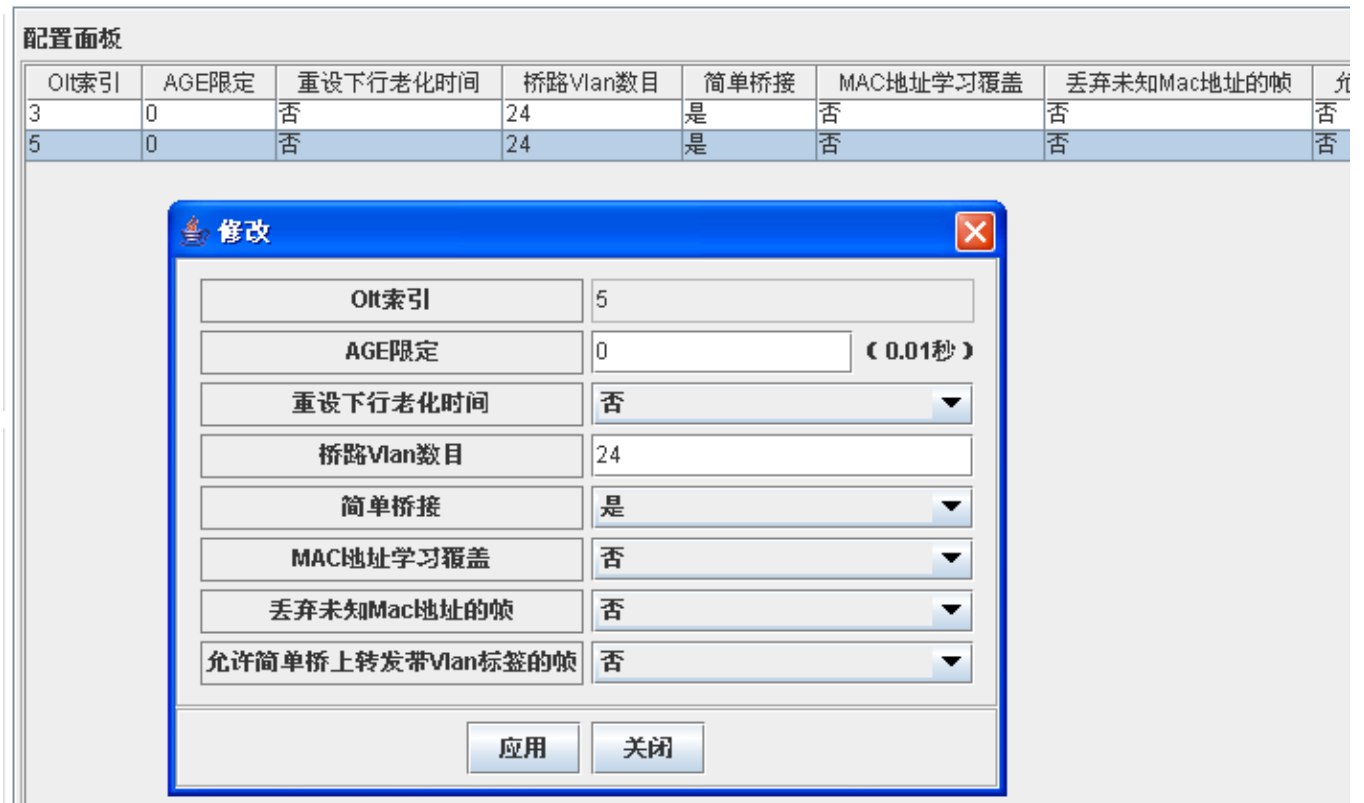 配置面板
Olt索引 AGE限定 重设下行老化时间 桥路Vlan数目 简单桥接 MAC地址学习覆盖 丢弃未知Mac地址的帧 允
3 0 否 24 是 否 否 否
5 0 否 24 是 否 否 否
修改
Olt索引 5
AGE限定 0 (0.01秒)
重设下行老化时间 否
桥路Vlan数目 24
简单桥接 是
MAC地址学习覆盖 否
丢弃未知Mac地址的帧 否
允许简单桥上转发带Vlan标签的帧 否
应用 关闭